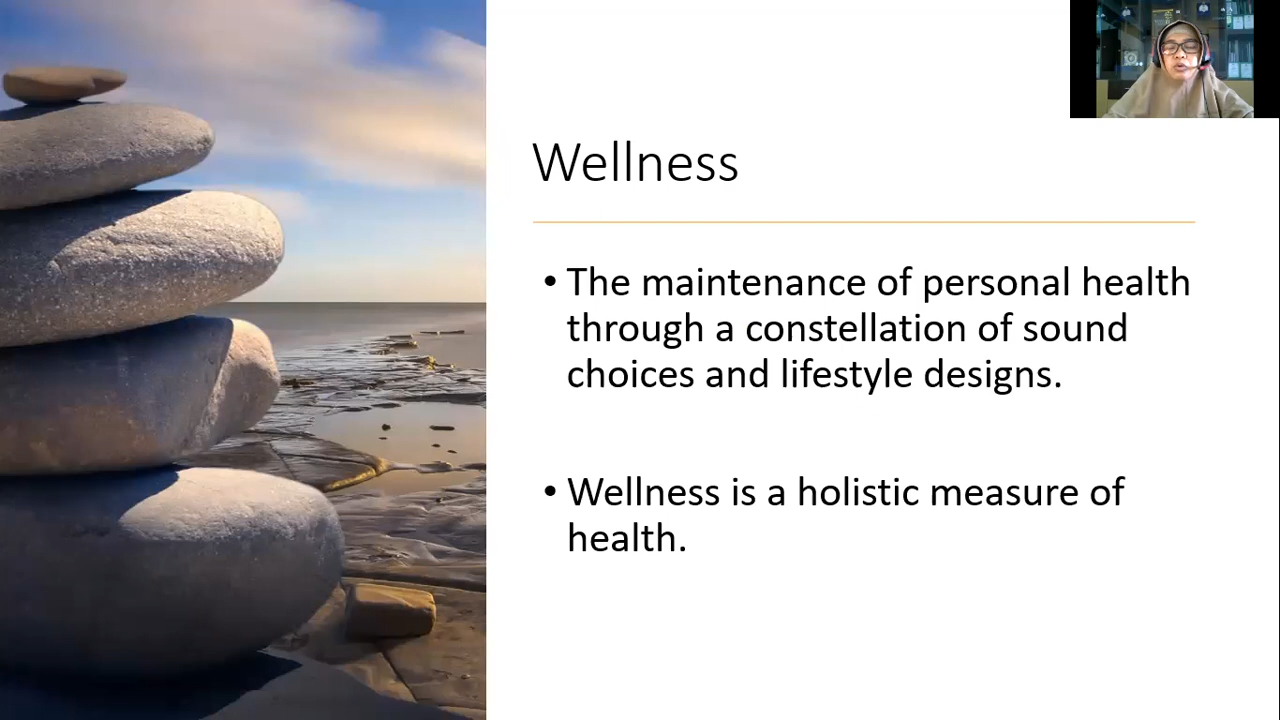 Wellness
• The maintenance of personal health
through a constellation of sound
choices and lifestyle designs.
• Wellness is a holistic measure of
health.